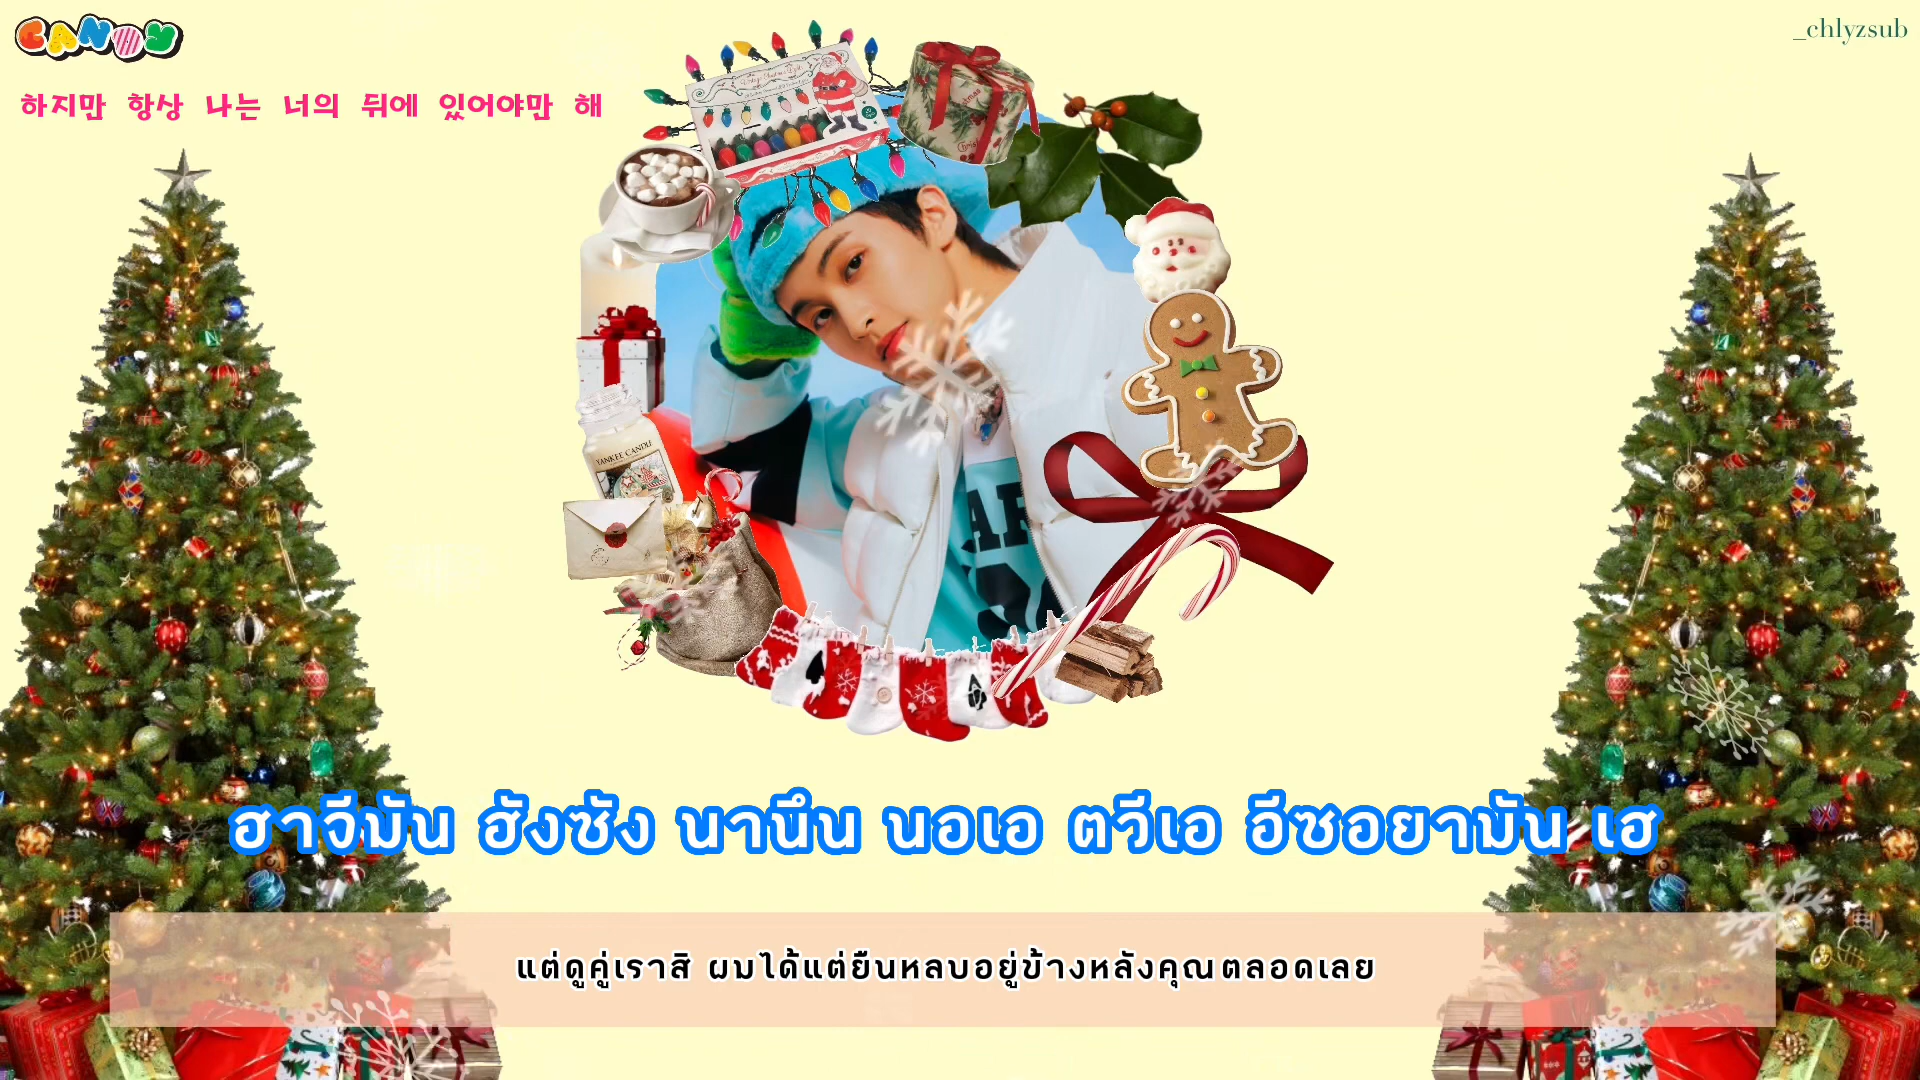 CANDY
_chlyzsub
하지만 항상 나는 너의 뒤에 있어야만 해
YANKEE CANDLE
ฮาจีมัน ฮังซัง นานึน นอเอ ตวีเอ อีซอยามัน เฮ
แต่ดูคู่เราสิ ผมได้แต่ยืนหลบอยู่ข้างหลังคุณตลอดเลย